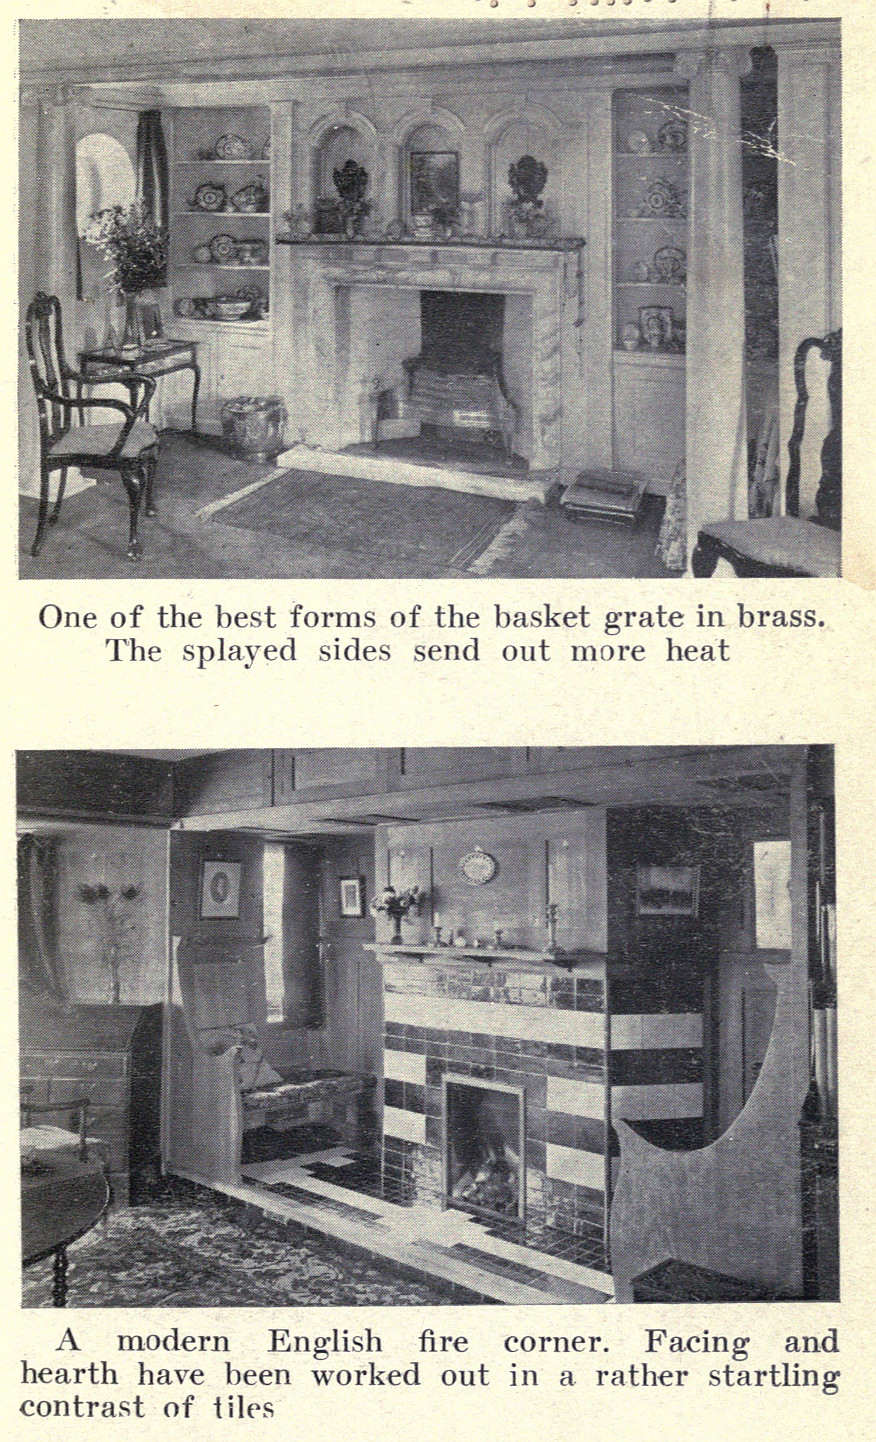 One of the best forms of the basket grate in brass.
The splayed sides send out more heat
A modern English fire corner. Facing and
hearth have been worked out in a rather startling
contrast of tiles